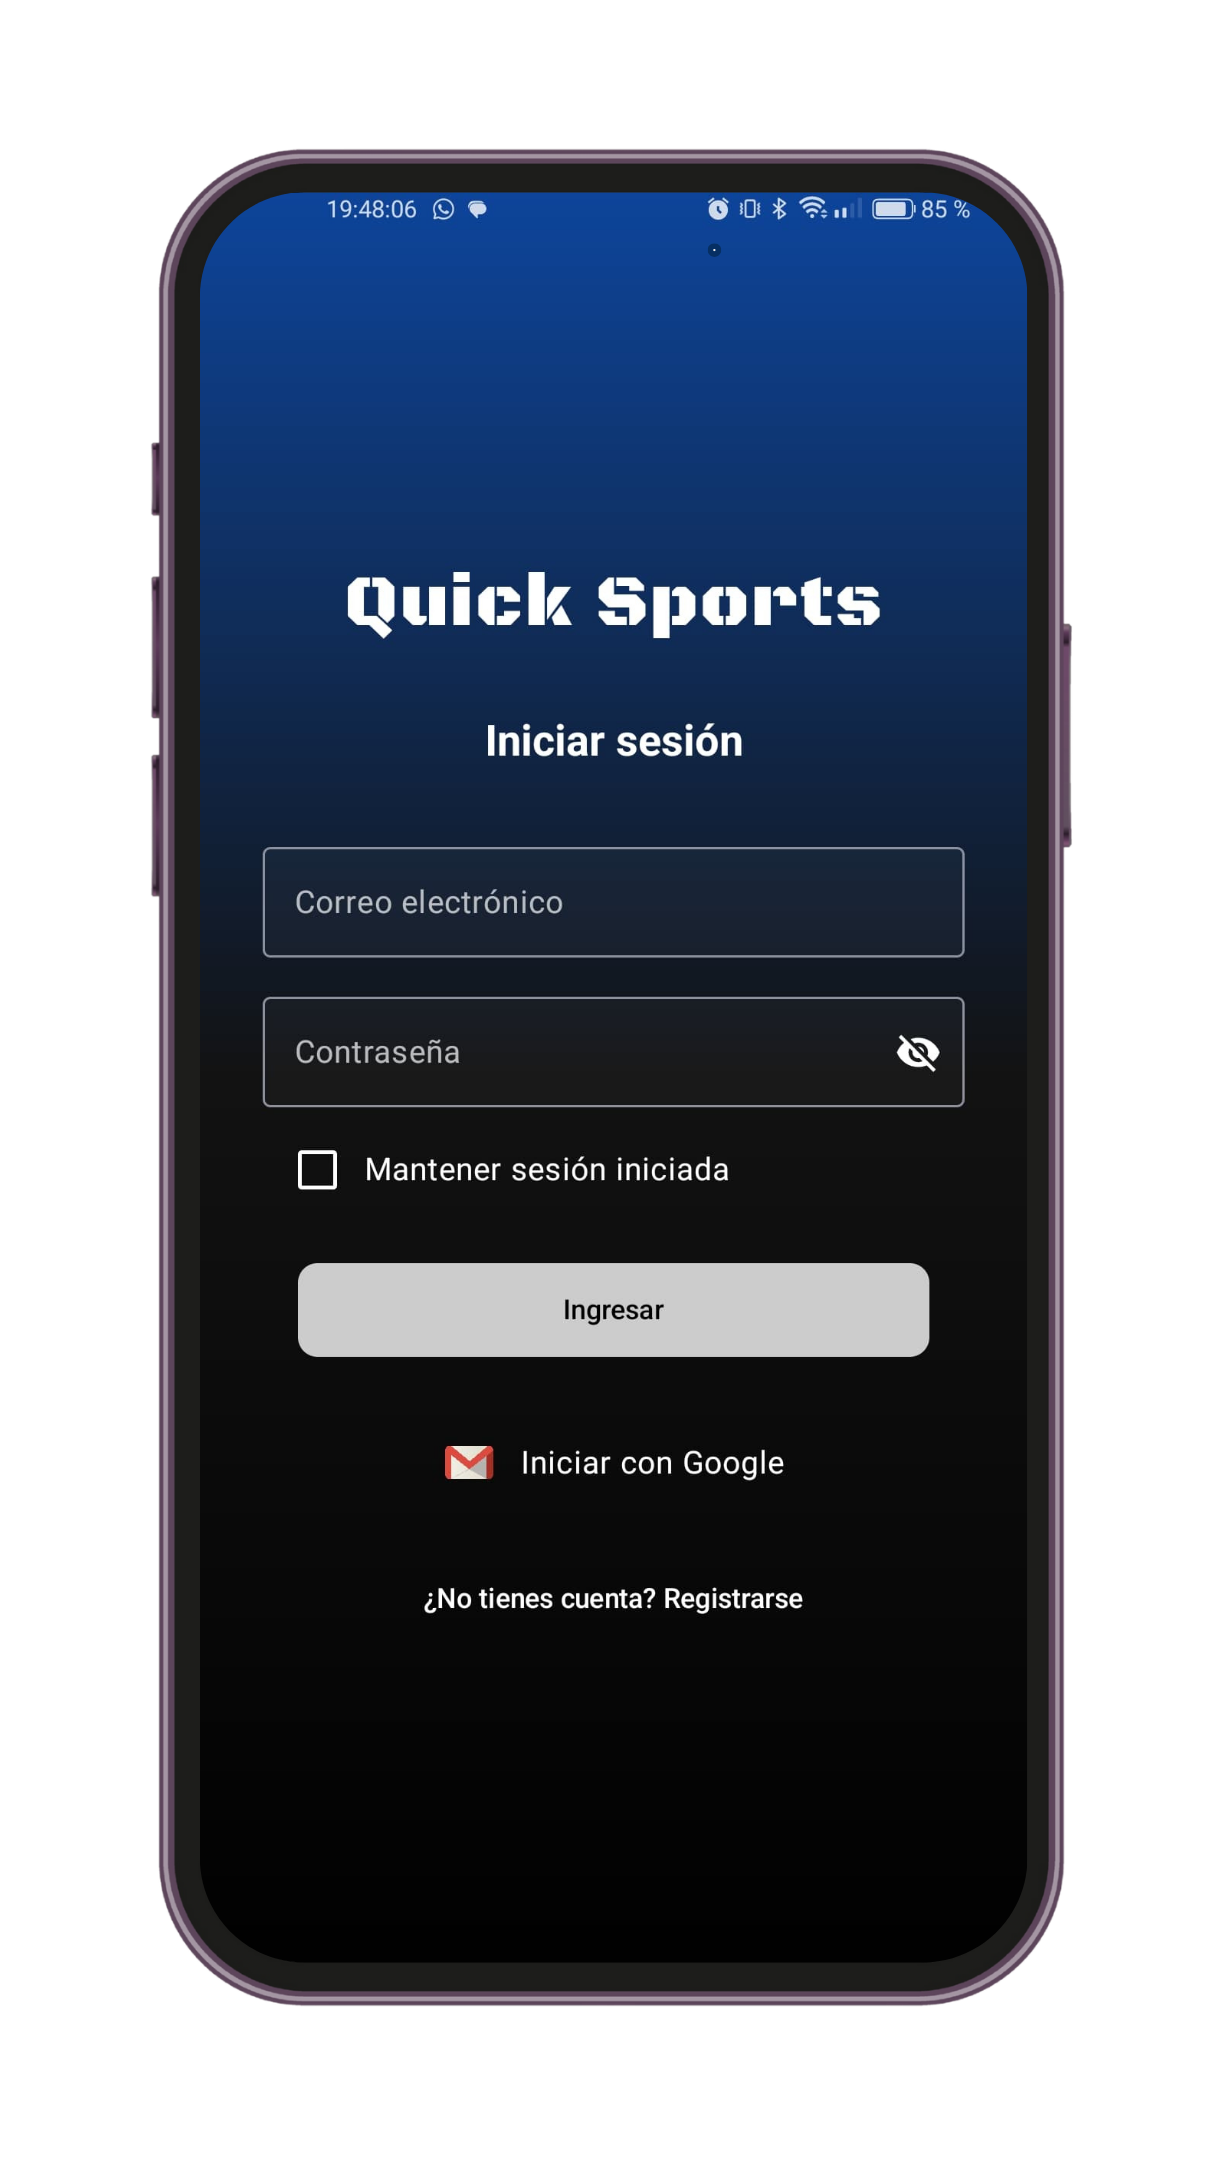 19:48:06 85 %
Quick Sports
Iniciar sesión
Correo electrónico
Contraseña
Mantener sesión iniciada
Ingresar
Iniciar con Google
¿No tienes cuenta? Registrarse